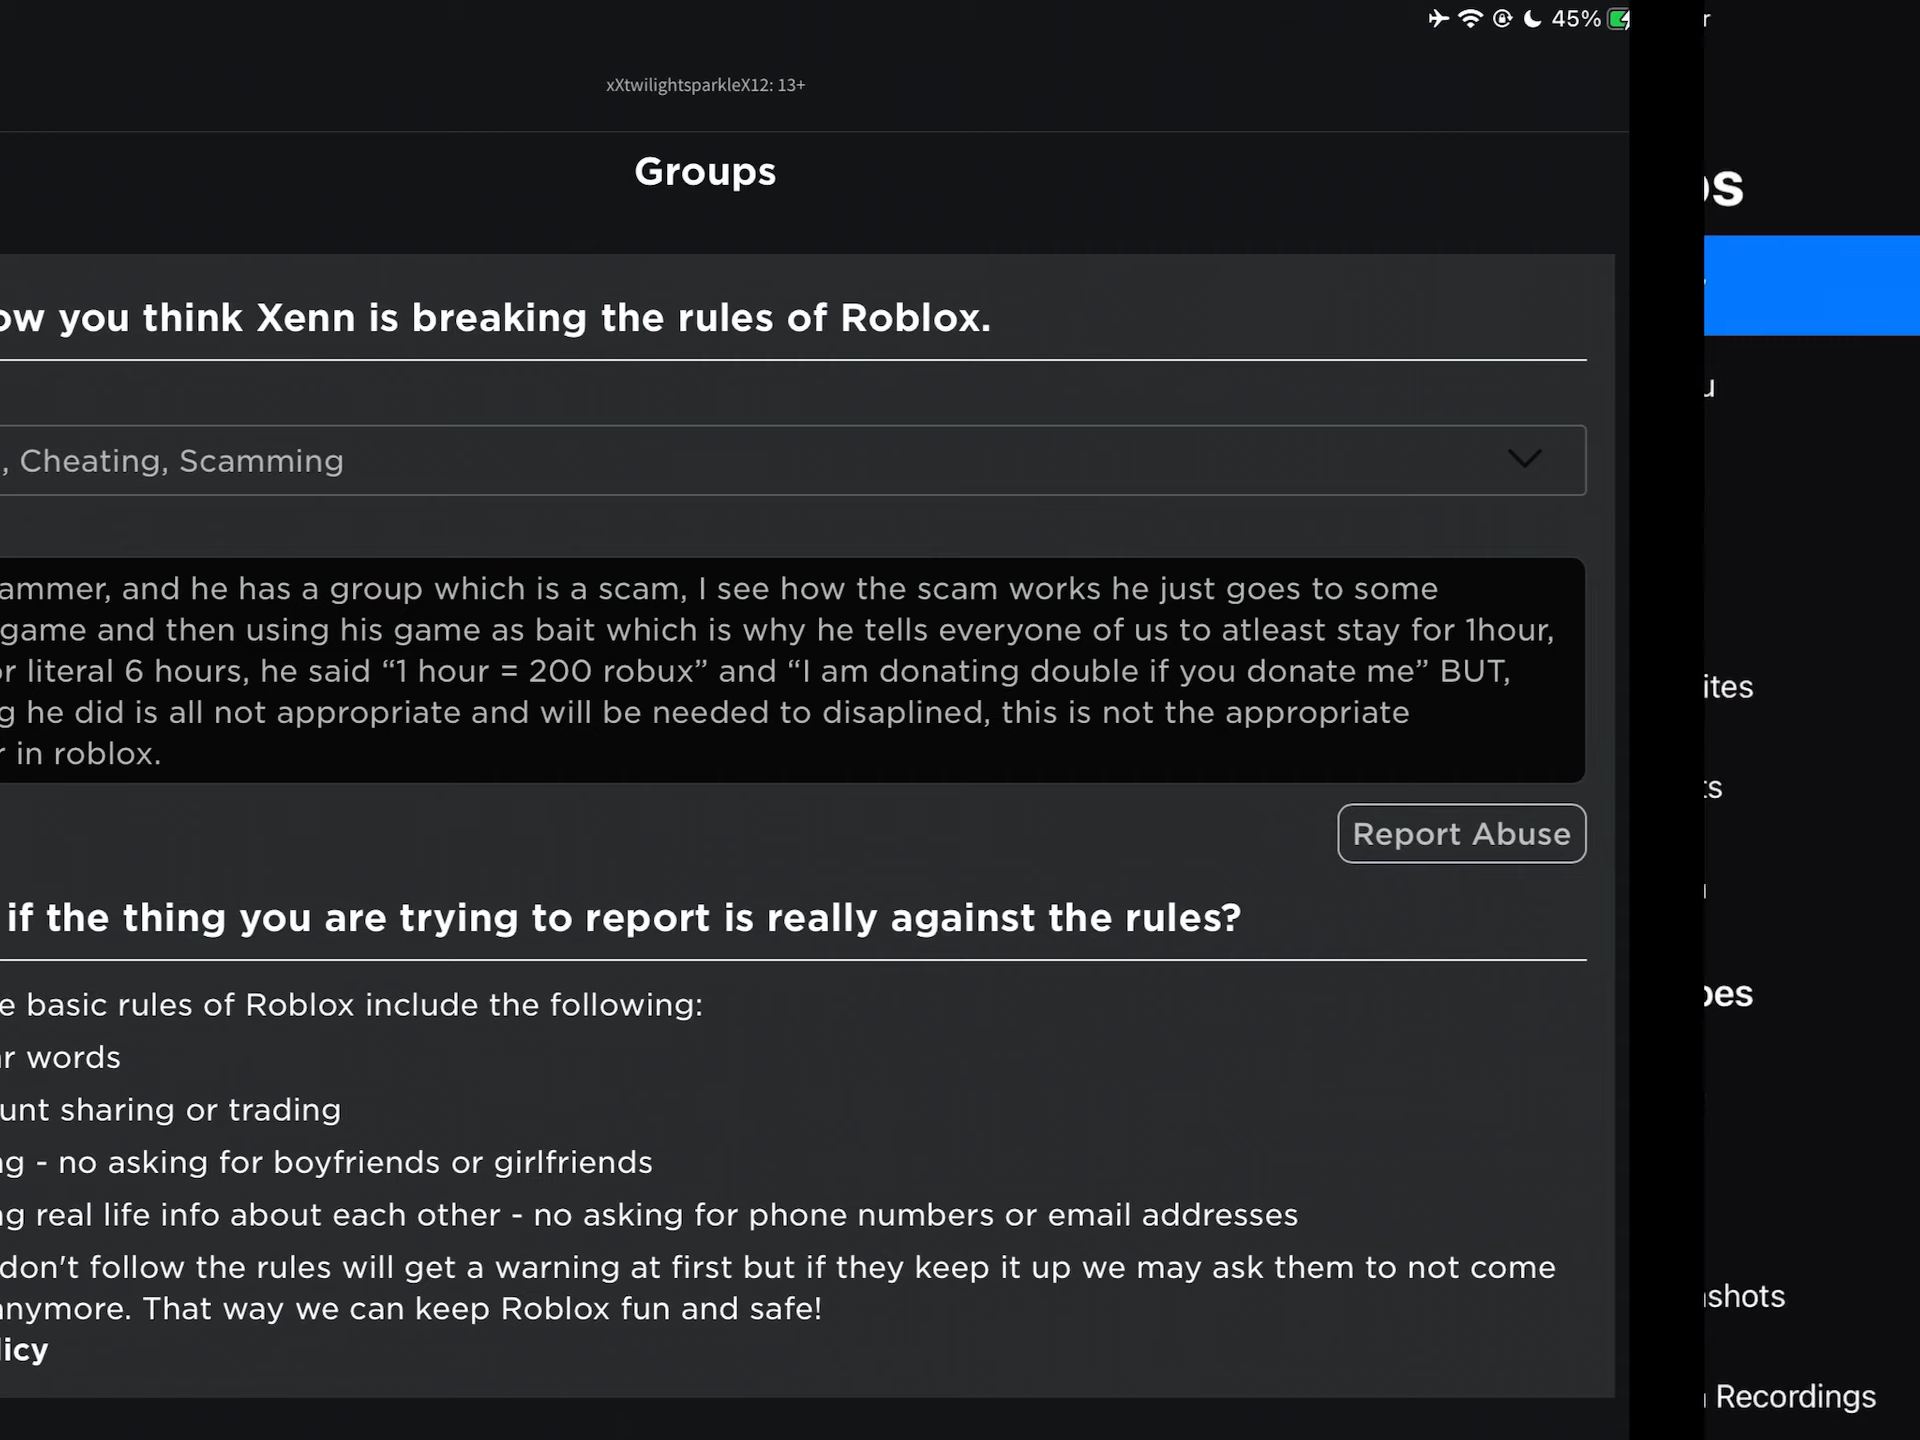 45%
xXtwilightsparkleX12: 13+
Groups
ow you think Xenn is breaking the rules of Roblox.
, Cheating, Scamming
ammer, and he has a group which is a scam, I see how the scam works he just goes to some
game and then using his game as bait which is why he tells everyone of us to atleast stay for 1hour,
or literal 6 hours, he said “1 hour = 200 robux” and “I am donating double if you donate me” BUT,
g he did is all not appropriate and will be needed to disaplined, this is not the appropriate
r in roblox.
Report Abuse
if the thing you are trying to report is really against the rules?
e basic rules of Roblox include the following:
ar words
unt sharing or trading
ng - no asking for boyfriends or girlfriends
ng real life info about each other - no asking for phone numbers or email addresses
don't follow the rules will get a warning at first but if they keep it up we may ask them to not come
anymore. That way we can keep Roblox fun and safe!
licy
r
os
u
ites
ts
pes
shots
Recordings